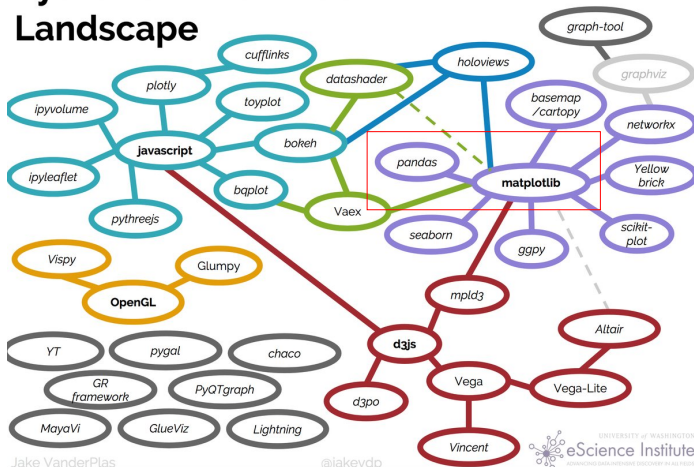 Landscape
graph-tool
cufflinks
holoviews
datashader
graphviz
plotly
toyplot
basemap
/cartopy
ipyvolume
networkx
javascript
bokeh
pandas
matplotlib
Yellow
brick
ipyleaflet
bqplot
Vaex
pythreejs
seaborn
ggpy
scikit-
plot
Vispy
Glumpy
OpenGL
mpld3
Altair
d3js
YT
pygal
chaco
GR
framework
PyQTgraph
d3po
Vega
Vega-Lite
MayaVi
GlueViz
Lightning
Vincent
UNIVERSITY of WASHINGTON
eScience Institute
Jake VanderPlas
@jakevdp